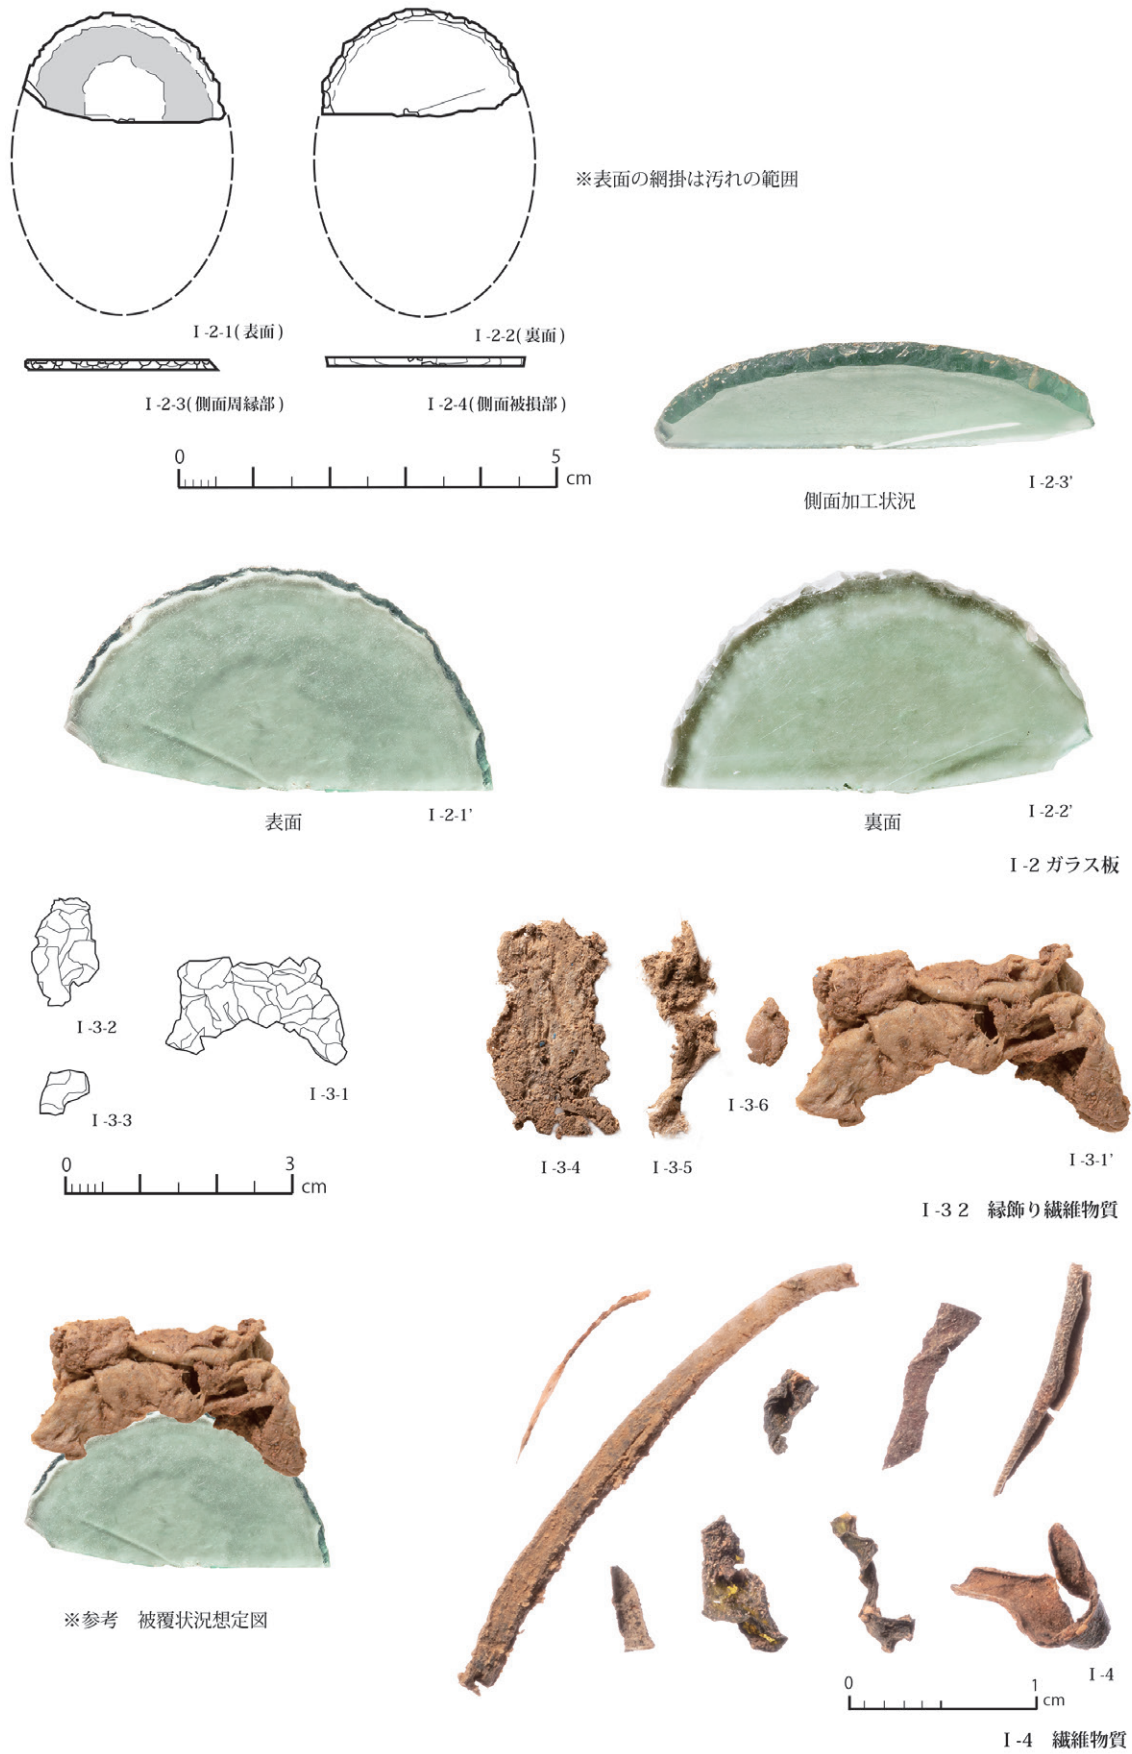 ※表面の網掛は汚れの範囲
Ⅰ-2-1(表面)
Ⅰ-2-2(裏面)
Ⅰ-2-3(側面周縁部)
Ⅰ-2-4(側面被損部)
0 5 cm
Ⅰ-2-3’
側面加工状況
表面
Ⅰ-2-1’
裏面
Ⅰ-2-2’
Ⅰ-2 ガラス板
Ⅰ-3-2
Ⅰ-3-1
Ⅰ-3-3
0 3 cm
Ⅰ-3-4
Ⅰ-3-5
Ⅰ-3-6
Ⅰ-3-1’
Ⅰ-3 2 縁飾り繊維物質
※参考 被覆状況想定図
Ⅰ-4
0 1 cm
Ⅰ-4 繊維物質